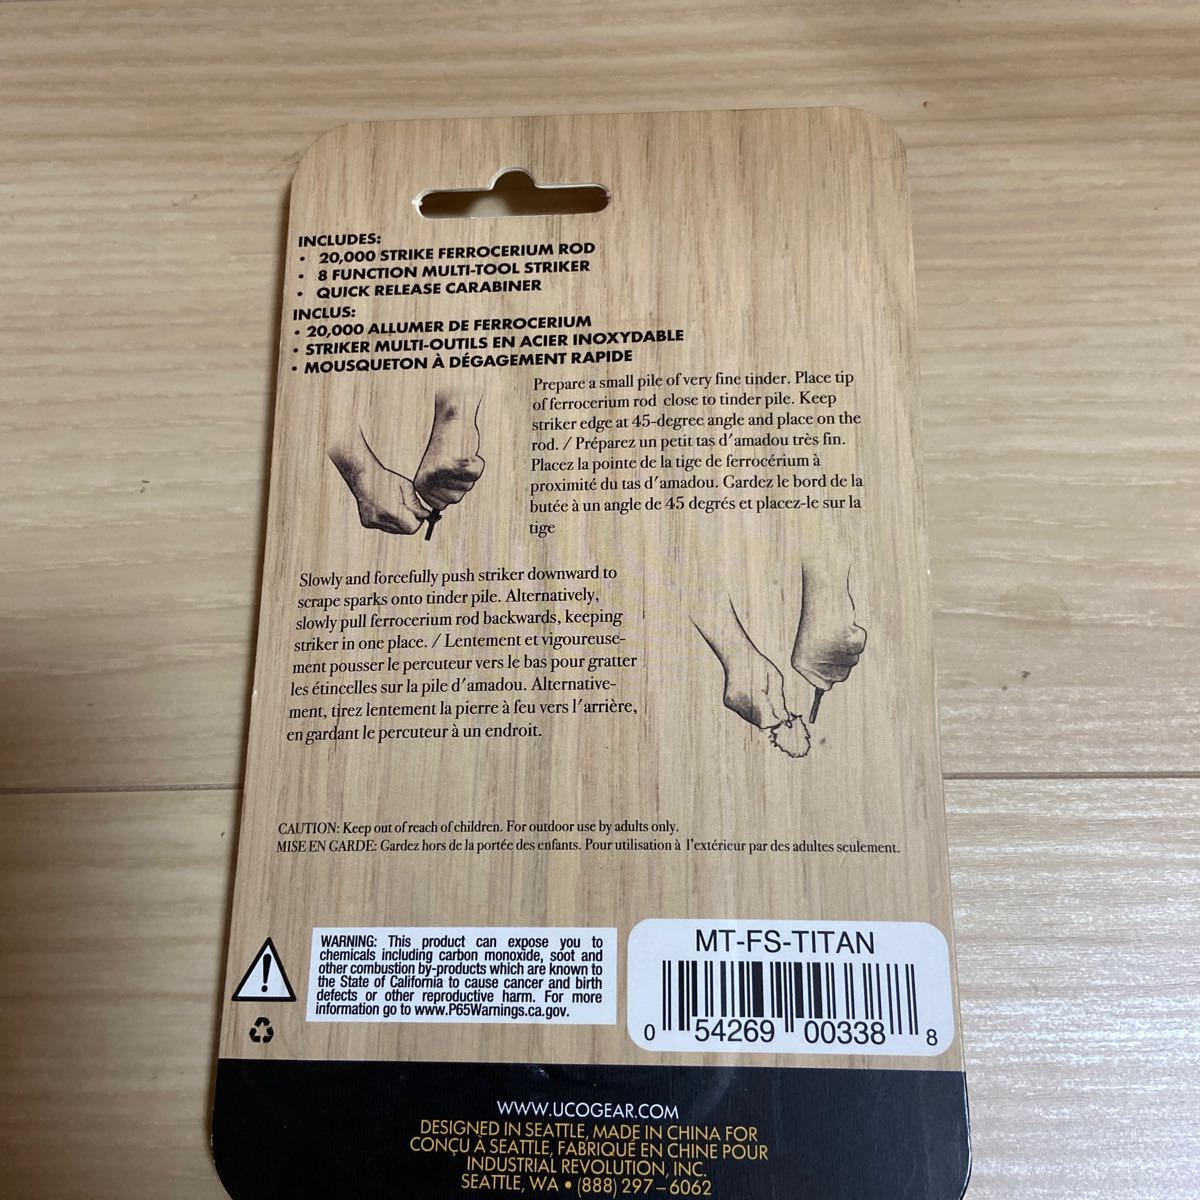 INCLUDES:
• 20,000 STRIKE FERROCERIUM ROD
• 8 FUNCTION MULTI-TOOL STRIKER
• QUICK RELEASE CARABINER
INCLUS:
• 20,000 ALLUMER DE FERROCERIUM
• STRIKER MULTI-OUTILS EN ACIER INOXYDABLE
• MOUSQUETON À DÉGAGEMENT RAPIDE
Prepare a small pile of very fine tinder. Place tip
of ferrocerium rod close to tinder pile. Keep
striker edge at 45-degree angle and place on the
rod. / Préparez un petit tas d'amadou très fin.
Placez la pointe de la tige de ferrocérium à
proximité du tas d'amadou. Gardez le bord de la
butée à un angle de 45 degrés et placez-le sur la
tige
Slowly and forcefully push striker downward to
scrape sparks onto tinder pile. Alternatively,
slowly pull ferrocerium rod backwards, keeping
striker in one place. / Lentement et vigoureuse-
ment pousser le percuteur vers le bas pour gratter
les étincelles sur la pile d'amadou. Alternative-
ment, tirez lentement la pierre à feu vers l'arrière,
en gardant le percuteur à un endroit.
CAUTION: Keep out of reach of children. For outdoor use by adults only.
MISE EN GARDE: Gardez hors de la portée des enfants. Pour utilisation à l'extérieur par des adultes seulement.
WARNING: This product can expose you to
chemicals including carbon monoxide, soot and
other combustion by-products which are known to
the State of California to cause cancer and birth
defects or other reproductive harm. For more
information go to www.P65Warnings.ca.gov.
MT-FS-TITAN
0 54269 00338 8
WWW.UCOGEAR.COM
DESIGNED IN SEATTLE, MADE IN CHINA FOR
CONÇU À SEATTLE, FABRIQUÉ EN CHINE POUR
INDUSTRIAL REVOLUTION, INC.
SEATTLE, WA • (888) 297-6062